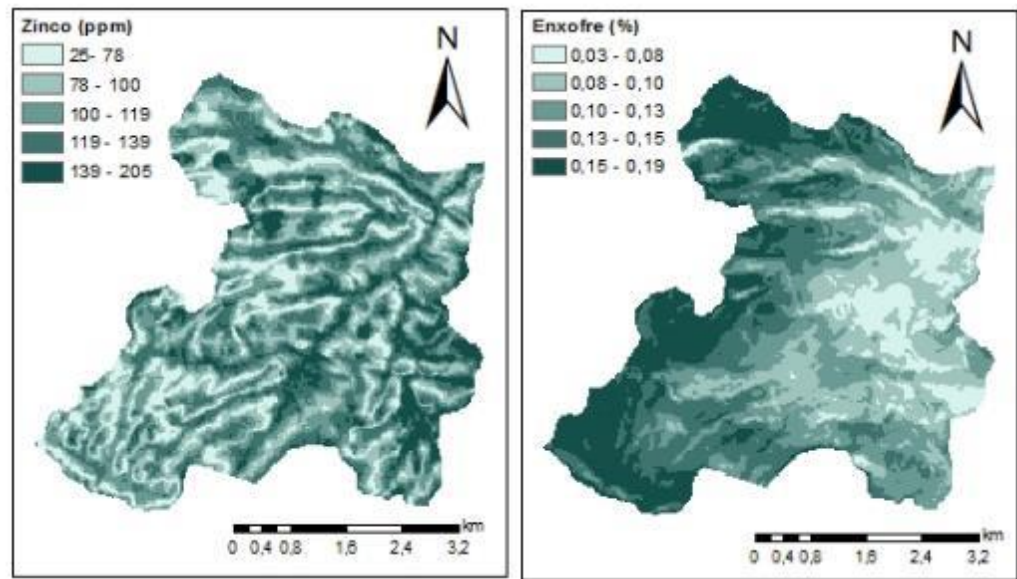 Zinco (ppm)
25- 78
78 - 100
100 - 119
119 - 139
139 - 205
N
km
0 0,4 0,8 1,6 2,4 3,2
Enxofre (%)
0,03 - 0,08
0,08 - 0,10
0,10 - 0,13
0,13 - 0,15
0,15 - 0,19
N
km
0 0,4 0,8 1,6 2,4 3,2